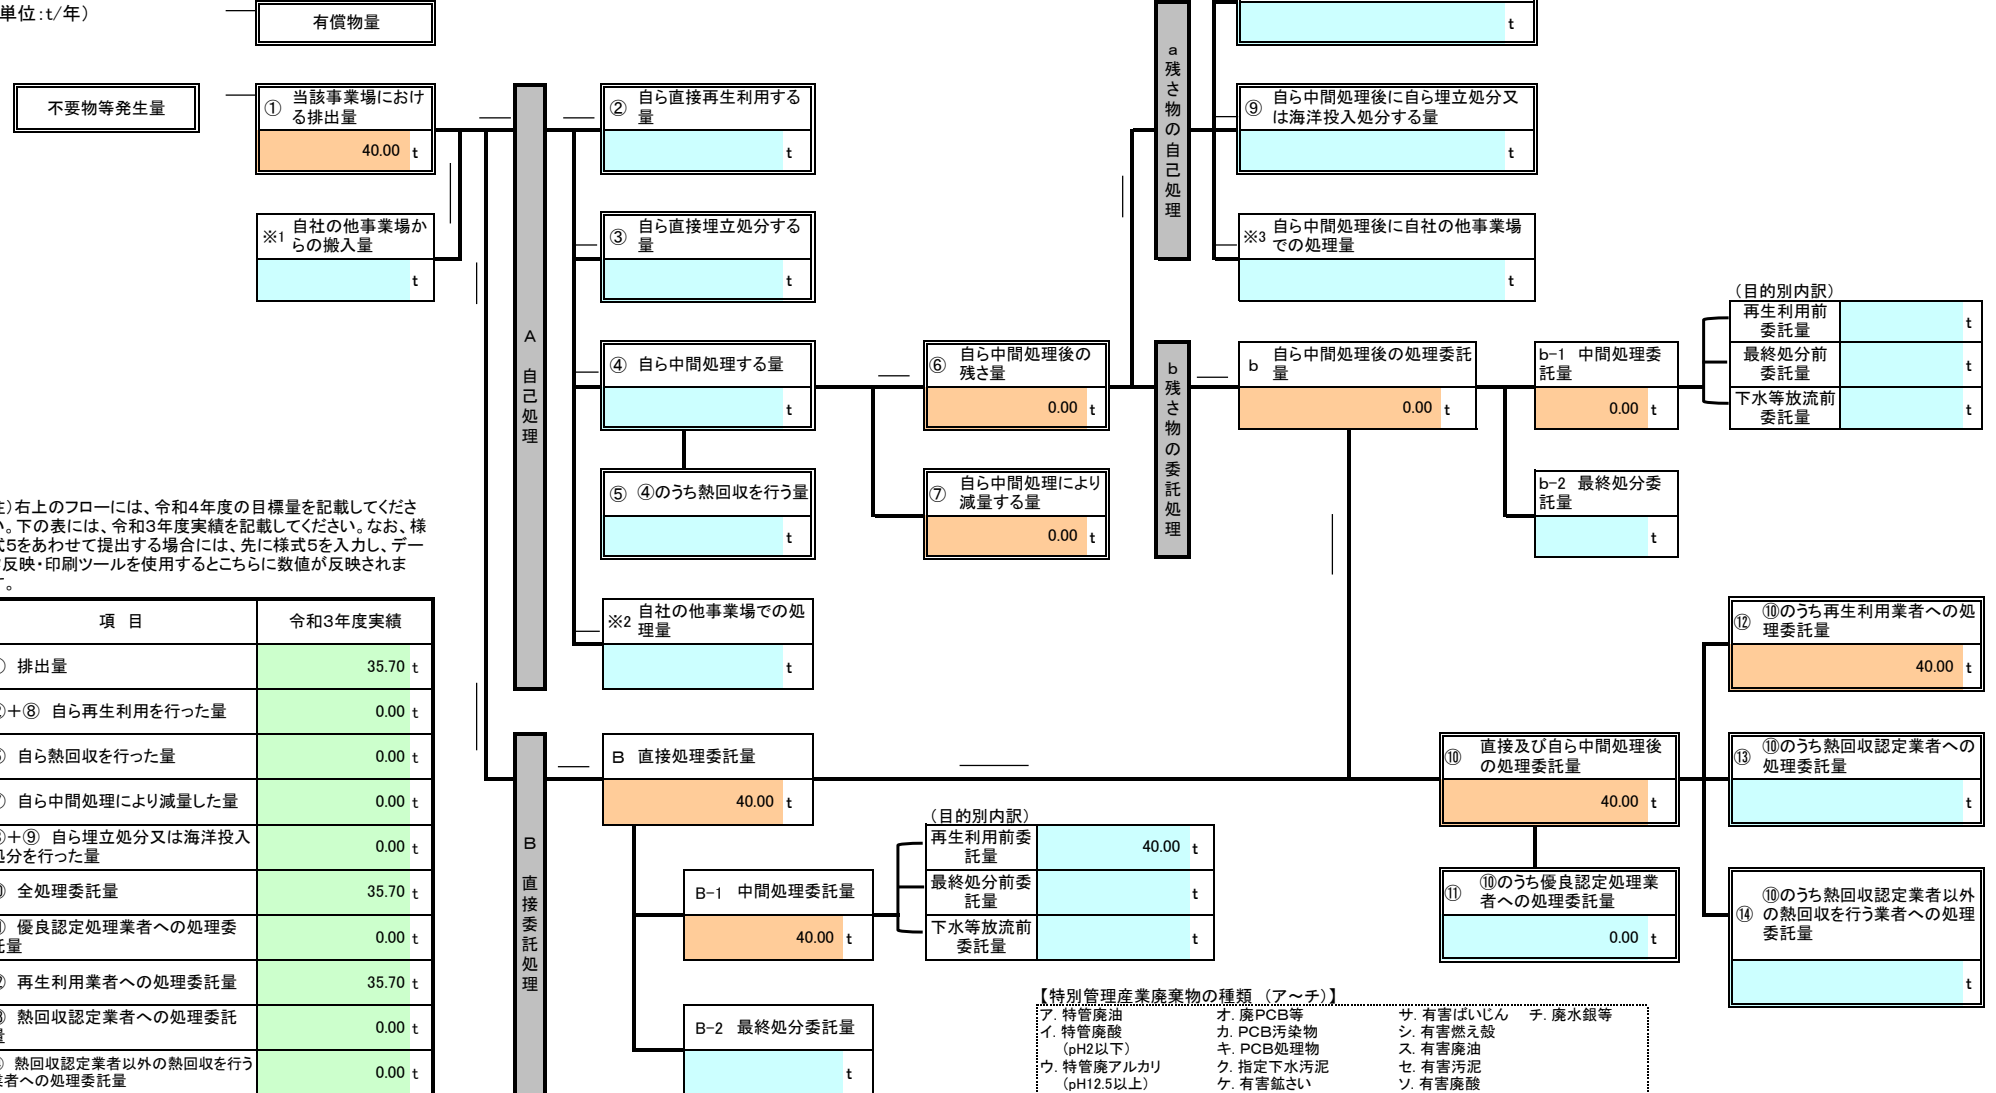 単位:t/年)
有償物量
t
不要物等発生量
① 当該事業場におけ
る排出量
40.00 t
※1 自社の他事業場か
らの搬入量
t
A 自己処理
② 自ら直接再生利用する
量
t
③ 自ら直接埋立処分する
量
t
④ 自ら中間処理する量
t
⑤ ④のうち熱回収を行う量
t
※2 自社の他事業場での処
理量
t
⑥ 自ら中間処理後の
残さ量
0.00 t
⑦ 自ら中間処理により
減量する量
0.00 t
a残さ物の自己処理
⑨ 自ら中間処理後に自ら埋立処分又
は海洋投入処分する量
t
※3 自ら中間処理後に自社の他事業場
での処理量
t
b残さ物の委託処理
b 自ら中間処理後の処理委託
量
0.00 t
b-1 中間処理委
託量
0.00 t
b-2 最終処分委
託量
t
(目的別内訳)
再生利用前
委託量
t
最終処分前
委託量
t
下水等放流前
委託量
t
)右上のフローには、令和4年度の目標量を記載してくださ
。下の表には、令和3年度実績を記載してください。なお、様
式5をあわせて提出する場合には、先に様式5を入力し、デー
反映・印刷ツールを使用するとこちらに数値が反映されま
。
項 目 令和3年度実績
排出量 35.70 t
+⑧ 自ら再生利用を行った量 0.00 t
自ら熱回収を行った量 0.00 t
自ら中間処理により減量した量 0.00 t
+⑨ 自ら埋立処分又は海洋投入
処分を行った量 0.00 t
全処理委託量 35.70 t
優良認定処理業者への処理委
託量 0.00 t
再生利用業者への処理委託量 35.70 t
熱回収認定業者への処理委託
量 0.00 t
熱回収認定業者以外の熱回収を行う
業者への処理委託量 0.00 t
B 直接委託処理
B 直接処理委託量
40.00 t
B-1 中間処理委託量
40.00 t
B-2 最終処分委託量
t
(目的別内訳)
再生利用前委
託量
40.00 t
最終処分前委
託量
t
下水等放流前
委託量
t
⑩ 直接及び自ら中間処理後
の処理委託量
40.00 t
⑪ ⑩のうち優良認定処理業
者への処理委託量
0.00 t
⑫ ⑩のうち再生利用業者への処
理委託量
40.00 t
⑬ ⑩のうち熱回収認定業者への
処理委託量
t
⑭ ⑩のうち熱回収認定業者以外
の熱回収を行う業者への処理
委託量
t
【特別管理産業廃棄物の種類 (ア~チ)】
ア. 特管廃油 オ. 廃PCB等 サ. 有害ばいじん チ. 廃水銀等
イ. 特管廃酸 カ. PCB汚染物 シ. 有害燃え殻
(pH2以下) キ. PCB処理物 ス. 有害廃油
ウ. 特管廃アルカリ ク. 指定下水汚泥 セ. 有害汚泥
(pH12.5以上) ケ. 有害鉱さい ソ. 有害廃酸